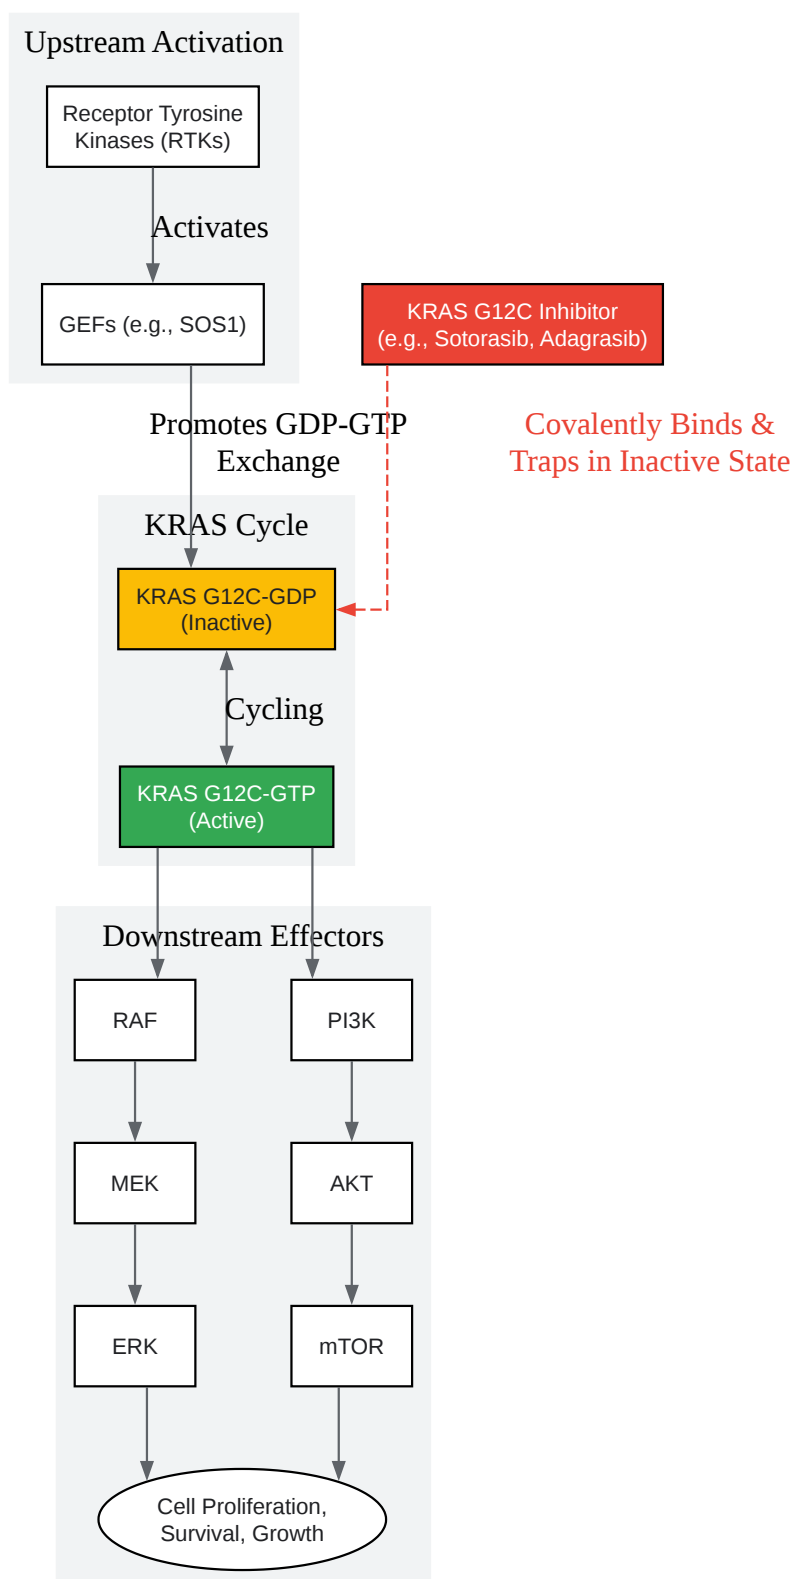 Upstream Activation
Receptor Tyrosine
Kinases (RTKs)
Activates
GEFs (e.g., SOS1)
KRAS G12C Inhibitor
(e.g., Sotorasib, Adagrasib)
Promotes GDP-GTP
Exchange
Covalently Binds &
Traps in Inactive State
KRAS Cycle
KRAS G12C-GDP
(Inactive)
Cycling
KRAS G12C-GTP
(Active)
Downstream Effectors
RAF
PI3K
MEK
AKT
ERK
mTOR
Cell Proliferation,
Survival, Growth